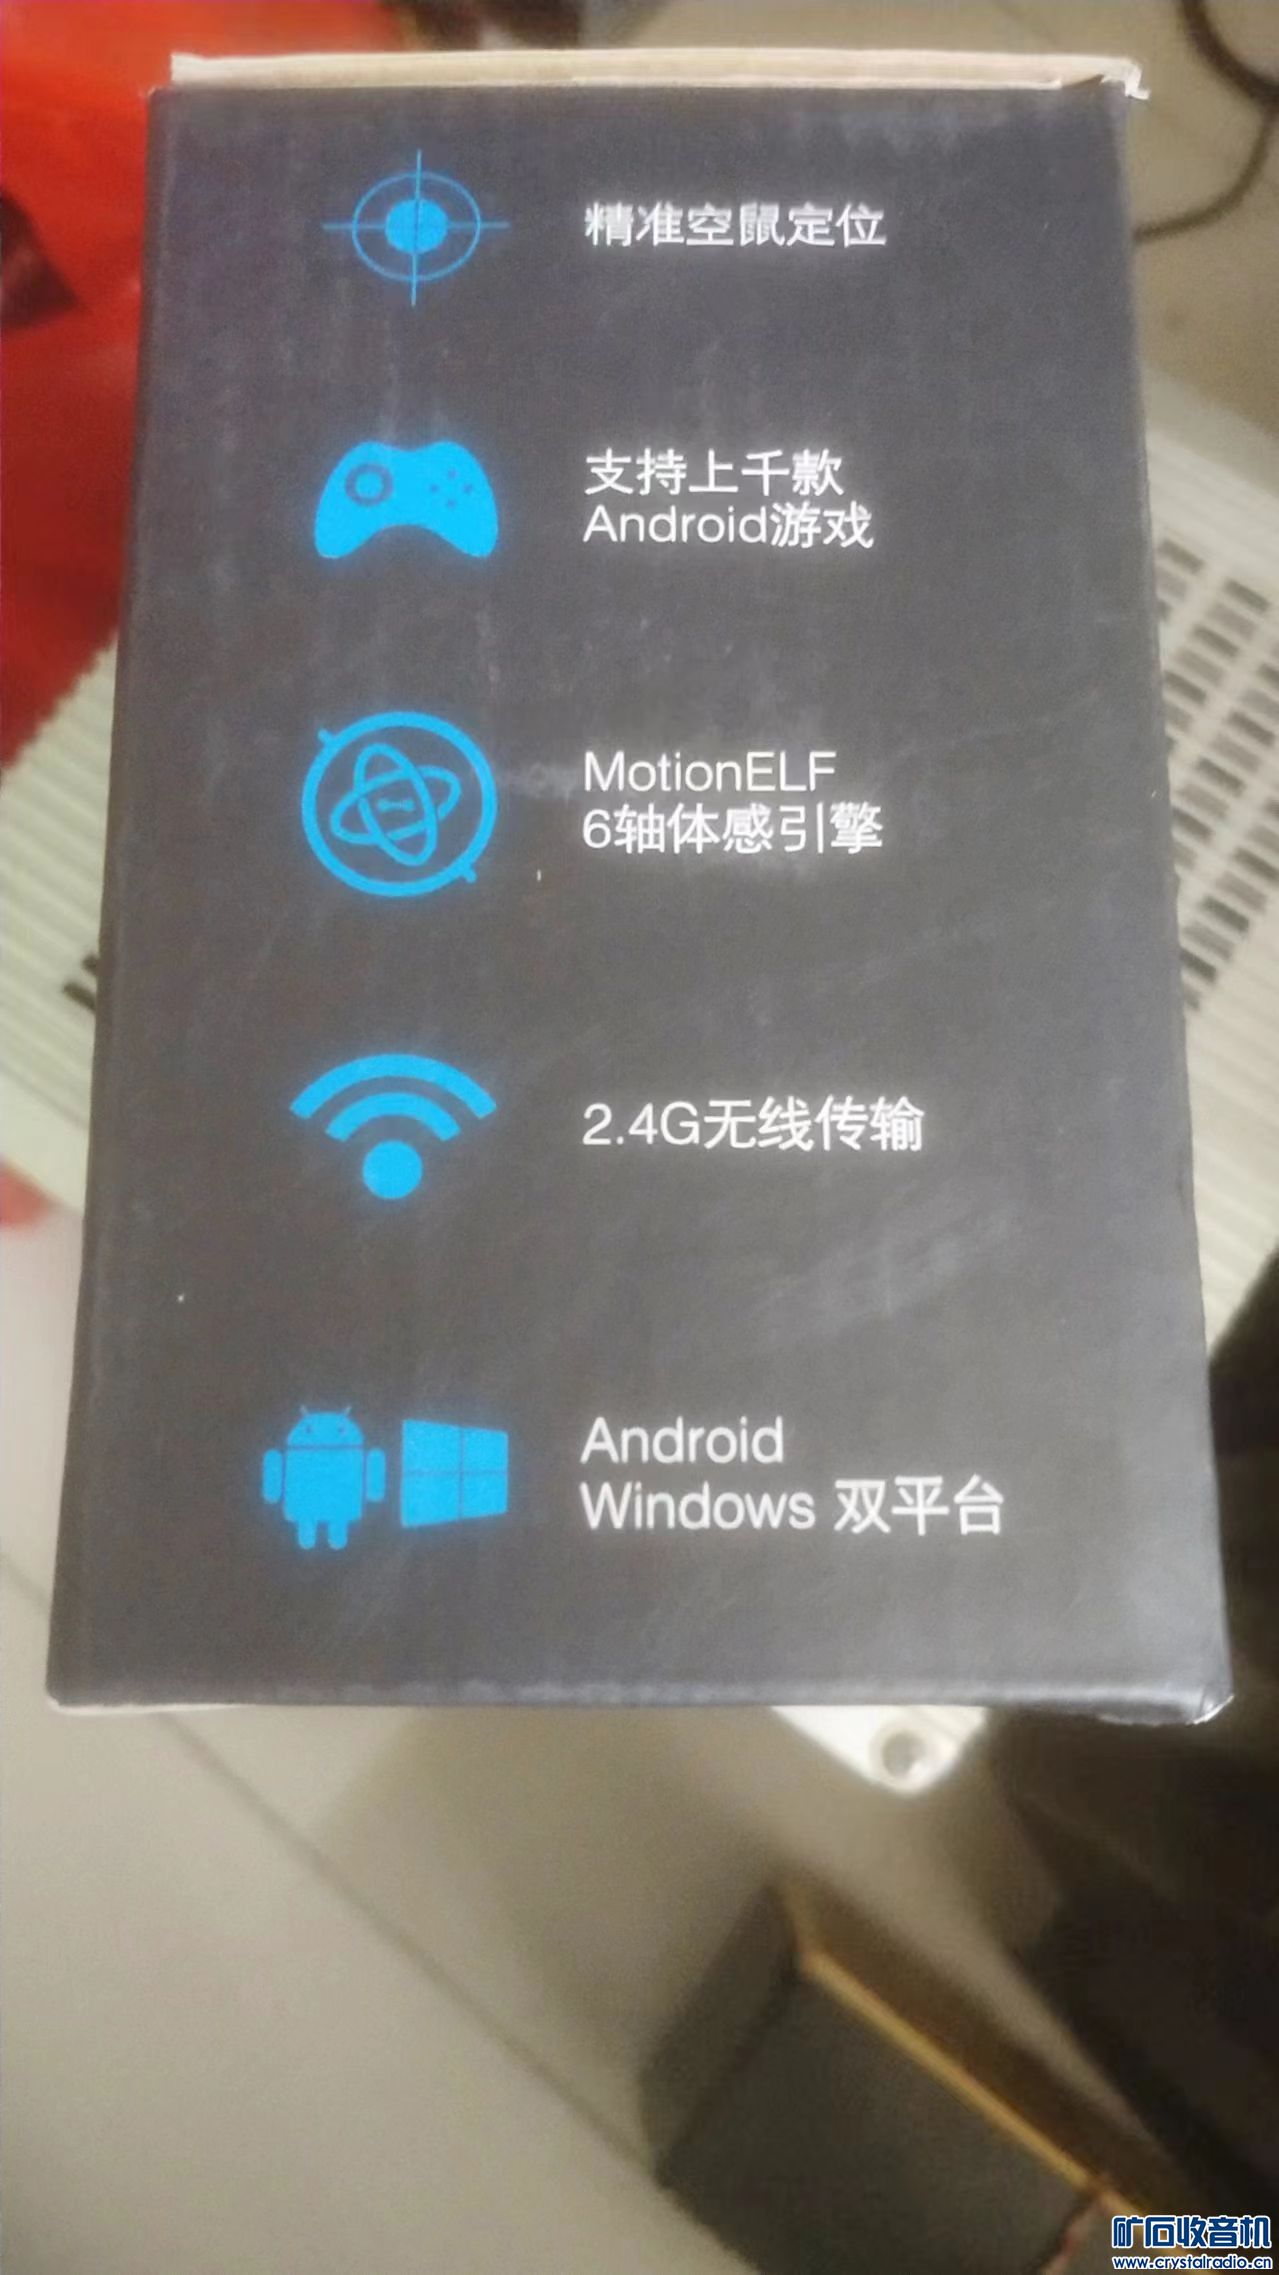 精准空鼠定位
支持上千款
Android游戏
MotionELF
6轴体感引擎
2.4G无线传输
Android
Windows 双平台
矿石收音机
www.crystalradio.cn